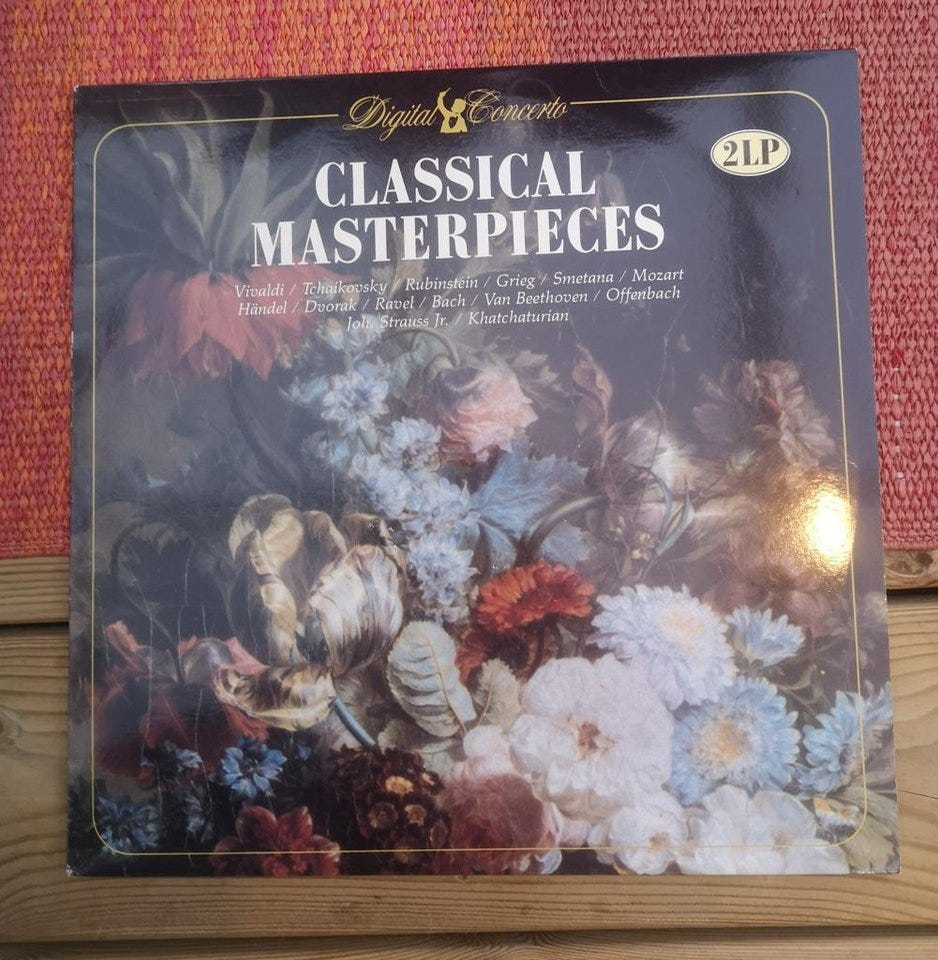 Digital Concerto
2LP
CLASSICAL
MASTERPIECES
Vivaldi / Tchaikovsky / Rubinstein / Grieg / Smetana / Mozart
Händel / Dvorak / Ravel / Bach / Van Beethoven / Offenbach
Joh. Strauss Jr. / Khatchaturian